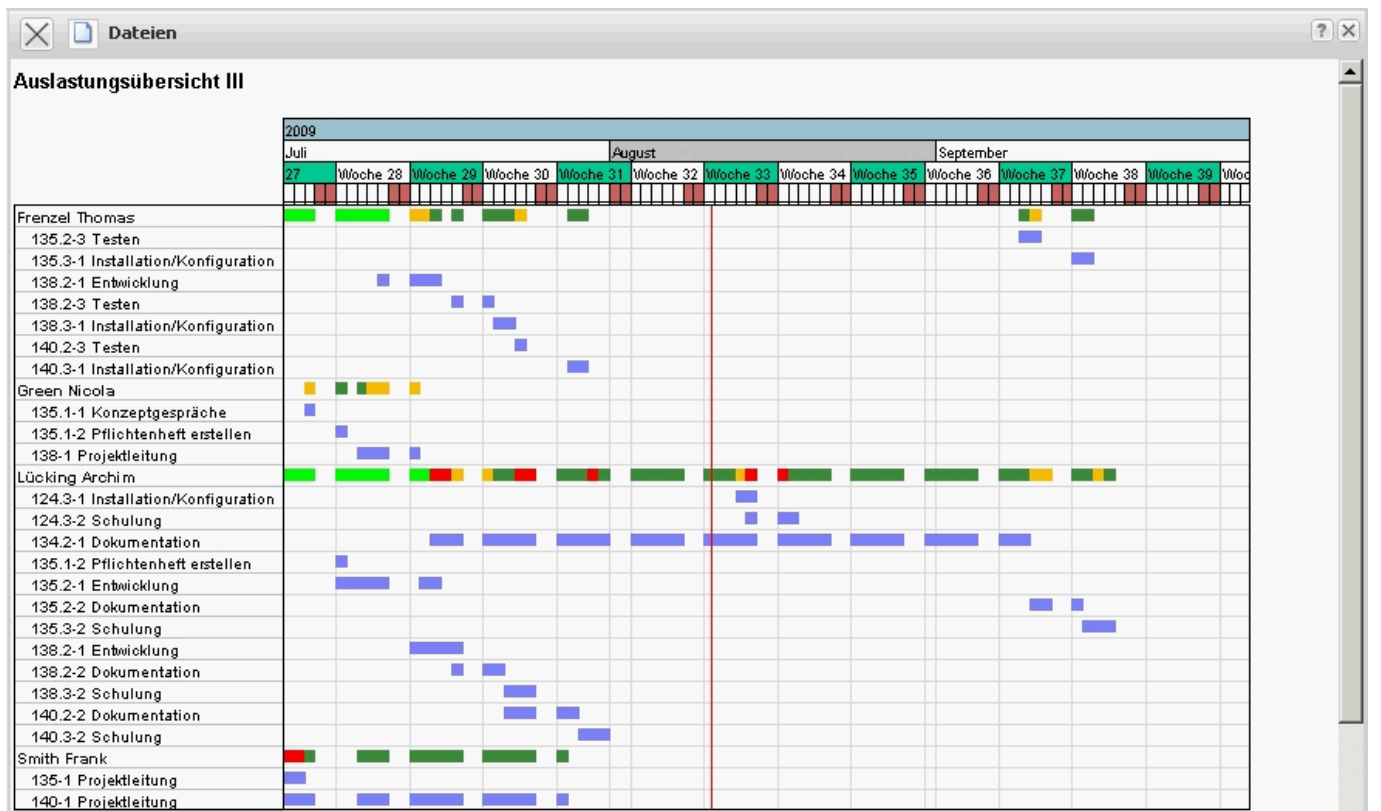 Dateien
?
Auslastungsübersicht III
2009
Juli August September
27 Woche 28 Woche 29 Woche 30 Woche 31 Woche 32 Woche 33 Woche 34 Woche 35 Woche 36 Woche 37 Woche 38 Woche 39 Woc
Frenzel Thomas
135.2-3 Testen
135.3-1 Installation/Konfiguration
138.2-1 Entwicklung
138.2-3 Testen
138.3-1 Installation/Konfiguration
140.2-3 Testen
140.3-1 Installation/Konfiguration
Green Nicola
135.1-1 Konzeptgespräche
135.1-2 Pflichtenheft erstellen
138-1 Projektleitung
Lücking Archim
124.3-1 Installation/Konfiguration
124.3-2 Schulung
134.2-1 Dokumentation
135.1-2 Pflichtenheft erstellen
135.2-1 Entwicklung
135.2-2 Dokumentation
135.3-2 Schulung
138.2-1 Entwicklung
138.2-2 Dokumentation
138.3-2 Schulung
140.2-2 Dokumentation
140.3-2 Schulung
Smith Frank
135-1 Projektleitung
140-1 Projektleitung